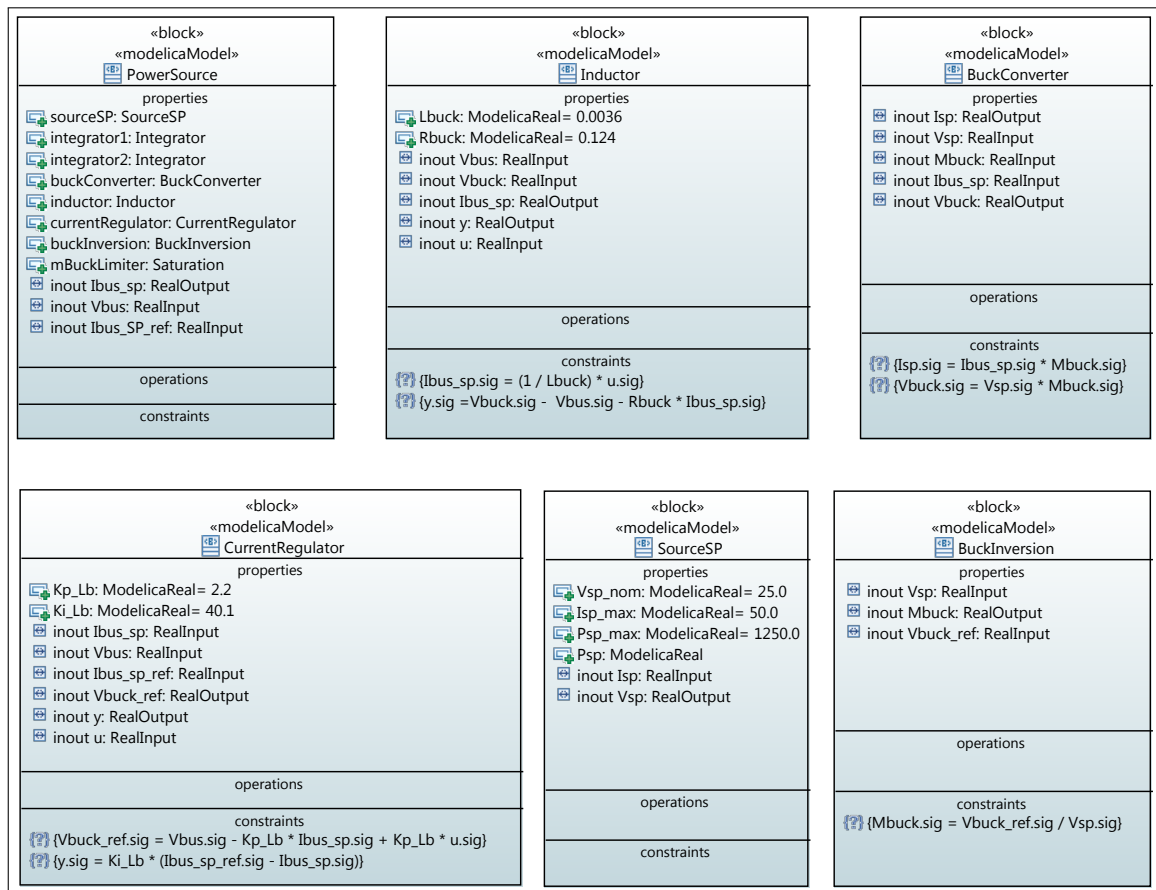 «block»
«modelicaModel»
PowerSource
properties
sourceSP: SourceSP
integrator1: Integrator
integrator2: Integrator
buckConverter: BuckConverter
inductor: Inductor
currentRegulator: CurrentRegulator
buckInversion: BuckInversion
mBuckLimiter: Saturation
inout Ibus_sp: RealOutput
inout Vbus: RealInput
inout Ibus_SP_ref: RealInput
operations
constraints
«block»
«modelicaModel»
Inductor
properties
Lbuck: ModelicaReal= 0.0036
Rbuck: ModelicaReal= 0.124
inout Vbus: RealInput
inout Vbuck: RealInput
inout Ibus_sp: RealOutput
inout y: RealOutput
inout u: RealInput
operations
constraints
{?} {Ibus_sp.sig = (1 / Lbuck) * u.sig}
{?} {y.sig =Vbuck.sig - Vbus.sig - Rbuck * Ibus_sp.sig}
«block»
«modelicaModel»
BuckConverter
properties
inout Isp: RealOutput
inout Vsp: RealInput
inout Mbuck: RealInput
inout Ibus_sp: RealInput
inout Vbuck: RealOutput
operations
constraints
{?} {Isp.sig = Ibus_sp.sig * Mbuck.sig}
{?} {Vbuck.sig = Vsp.sig * Mbuck.sig}
«block»
«modelicaModel»
CurrentRegulator
properties
Kp_Lb: ModelicaReal= 2.2
Ki_Lb: ModelicaReal= 40.1
inout Ibus_sp: RealInput
inout Vbus: RealInput
inout Ibus_sp_ref: RealInput
inout Vbuck_ref: RealOutput
inout y: RealOutput
inout u: RealInput
operations
constraints
{?} {Vbuck_ref.sig = Vbus.sig - Kp_Lb * Ibus_sp.sig + Kp_Lb * u.sig}
{?} {y.sig = Ki_Lb * (Ibus_sp_ref.sig - Ibus_sp.sig)}
«block»
«modelicaModel»
SourceSP
properties
Vsp_nom: ModelicaReal= 25.0
Isp_max: ModelicaReal= 50.0
Psp_max: ModelicaReal= 1250.0
Psp: ModelicaReal
inout Isp: RealInput
inout Vsp: RealOutput
operations
constraints
«block»
«modelicaModel»
BuckInversion
properties
inout Vsp: RealInput
inout Mbuck: RealOutput
inout Vbuck_ref: RealInput
operations
constraints
{?} {Mbuck.sig = Vbuck_ref.sig / Vsp.sig}